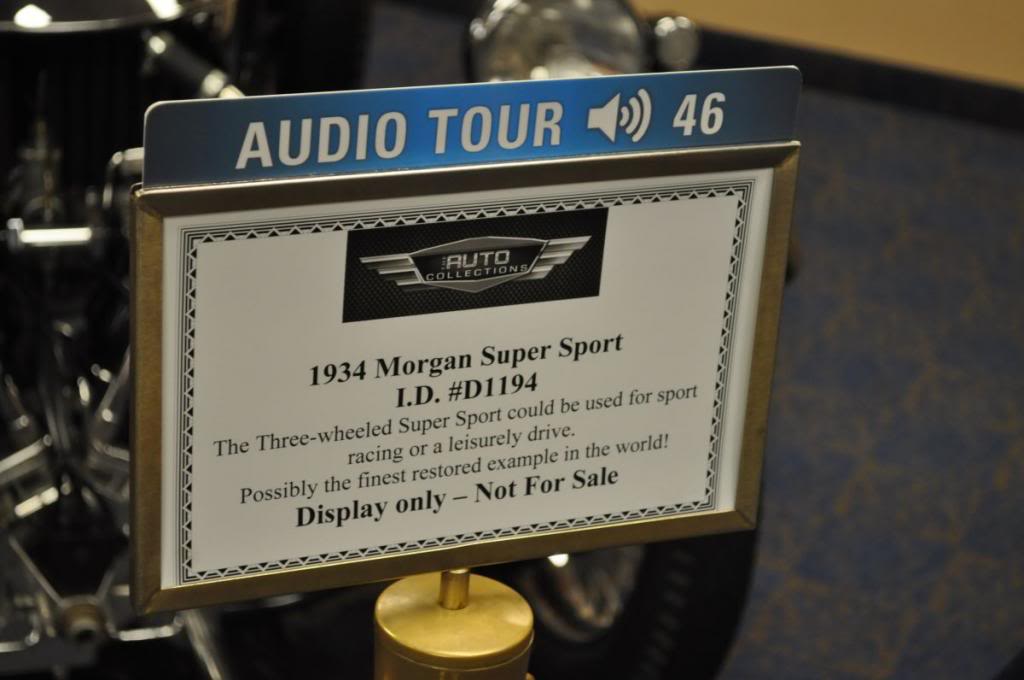 AUDIO TOUR 46
THE AUTO
COLLECTIONS
1934 Morgan Super Sport
I.D. #D1194
The Three-wheeled Super Sport could be used for sport
racing or a leisurely drive.
Possibly the finest restored example in the world!
Display only – Not For Sale